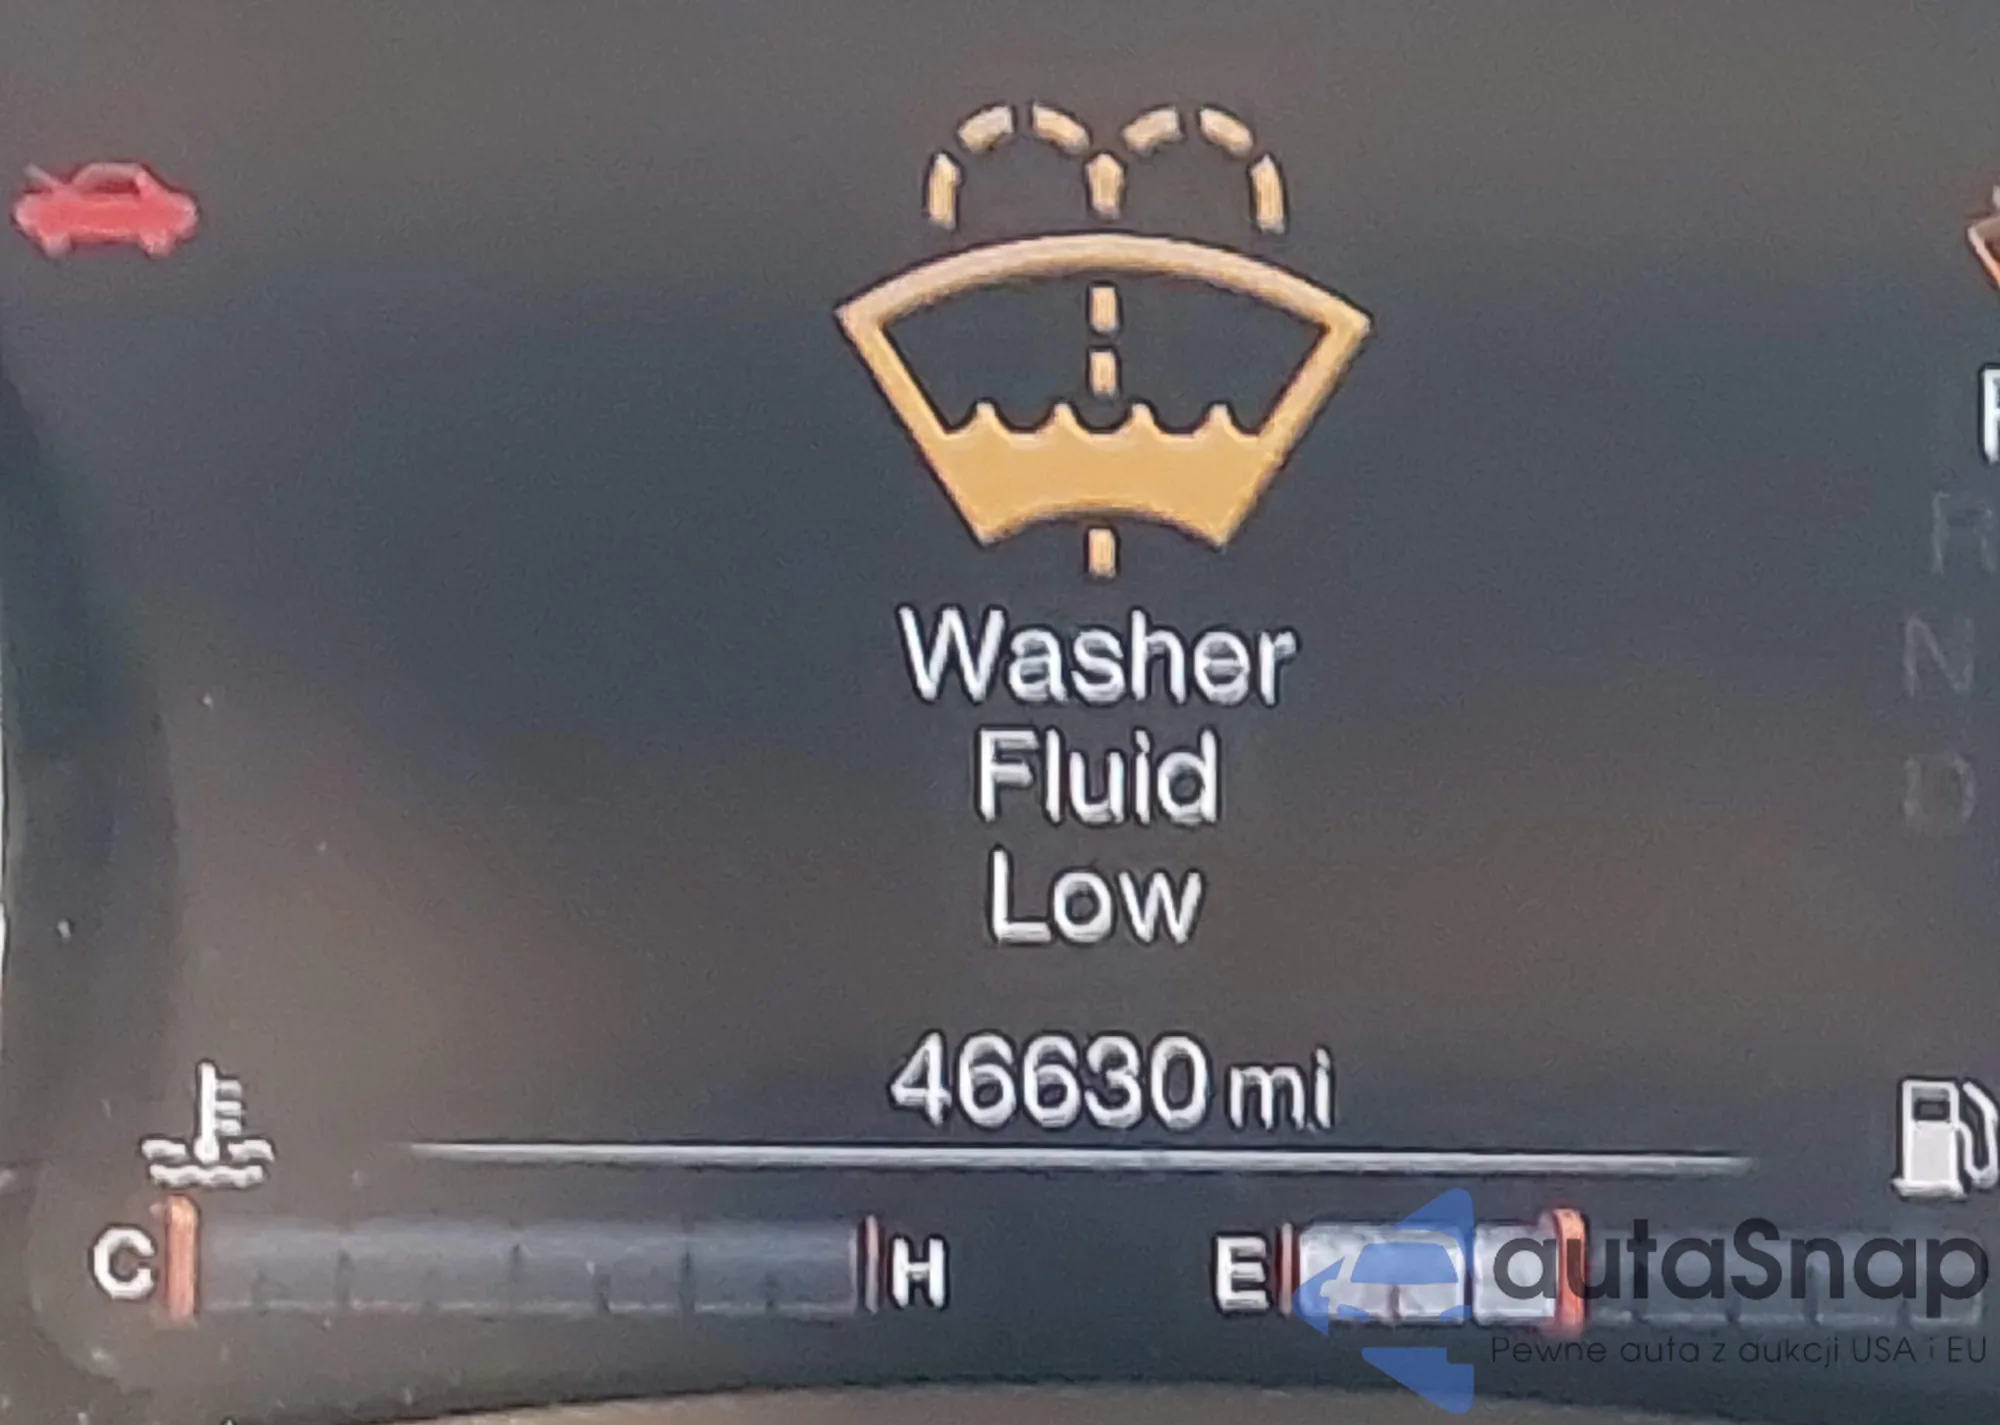 Washer
Fluid
Low
R
N
D
46630 mi
C
H
E
autaSnap
Pewne auta z aukcji USA i EU